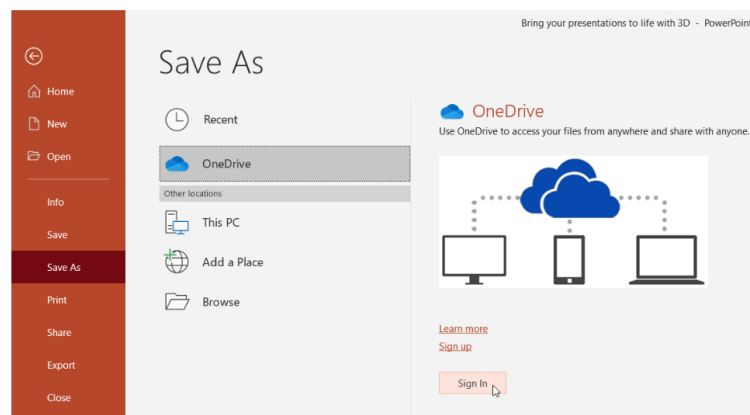 Bring your presentations to life with 3D - PowerPoint
Save As
Home
New
Open
Info
Save
Save As
Print
Share
Export
Close
Recent
OneDrive
Other locations
This PC
Add a Place
Browse
OneDrive
Use OneDrive to access your files from anywhere and share with anyone.
Learn more
Sign up
Sign In